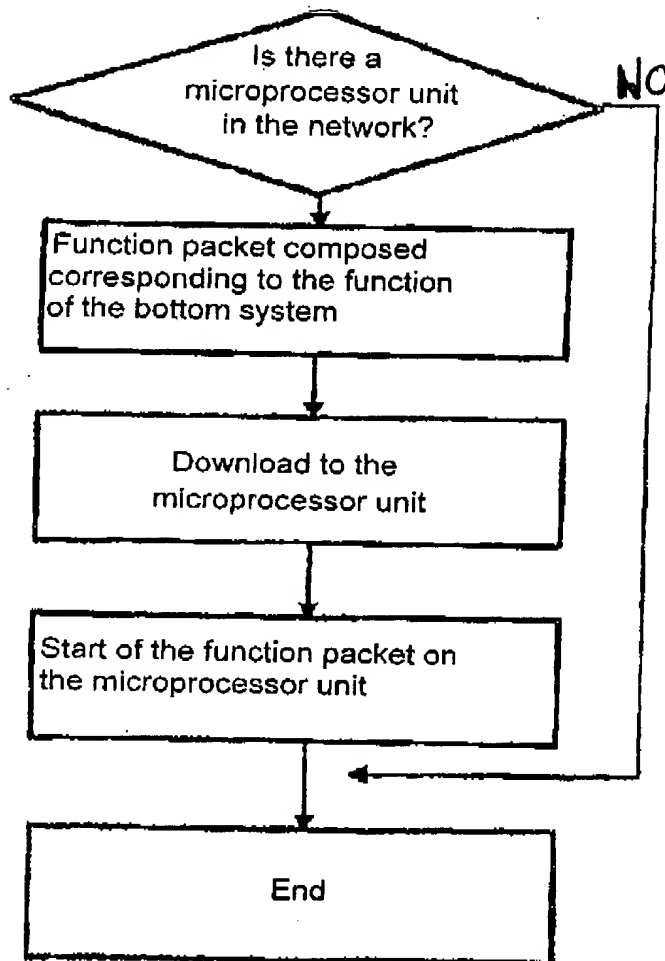 Is there a
microprocessor unit
in the network?
NO
Function packet composed
corresponding to the function
of the bottom system
Download to the
microprocessor unit
Start of the function packet on
the microprocessor unit
End